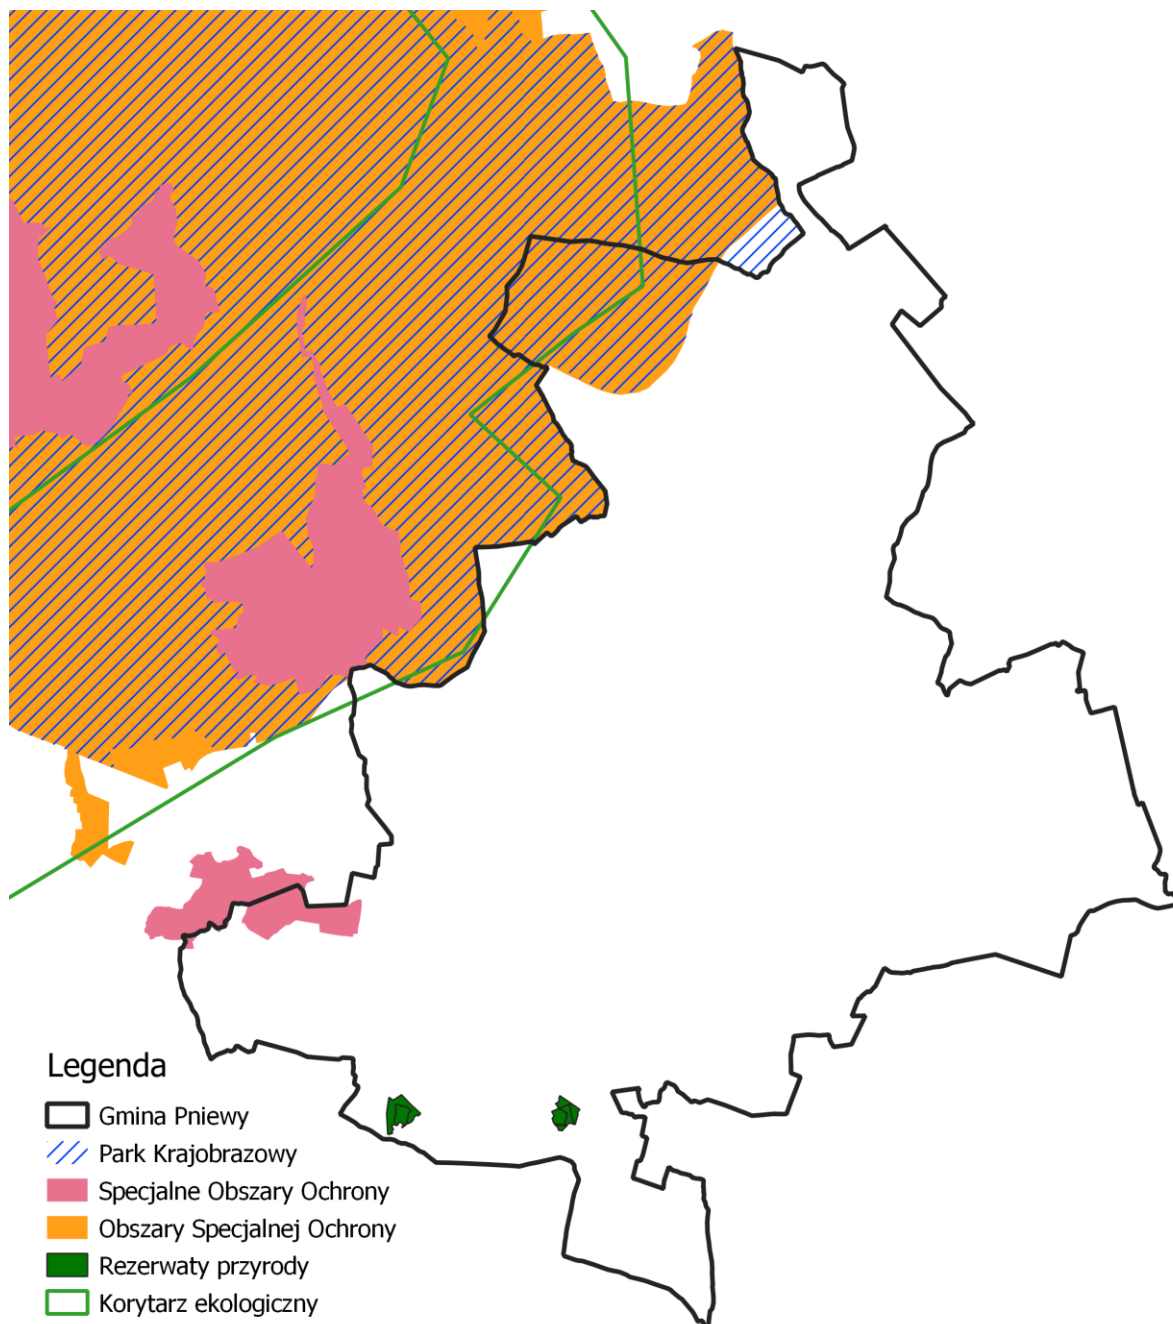 Legenda
Gmina Pniewy
Park Krajobrazowy
Specjalne Obszary Ochrony
Obszary Specjalnej Ochrony
Rezerwaty przyrody
Korytarz ekologiczny